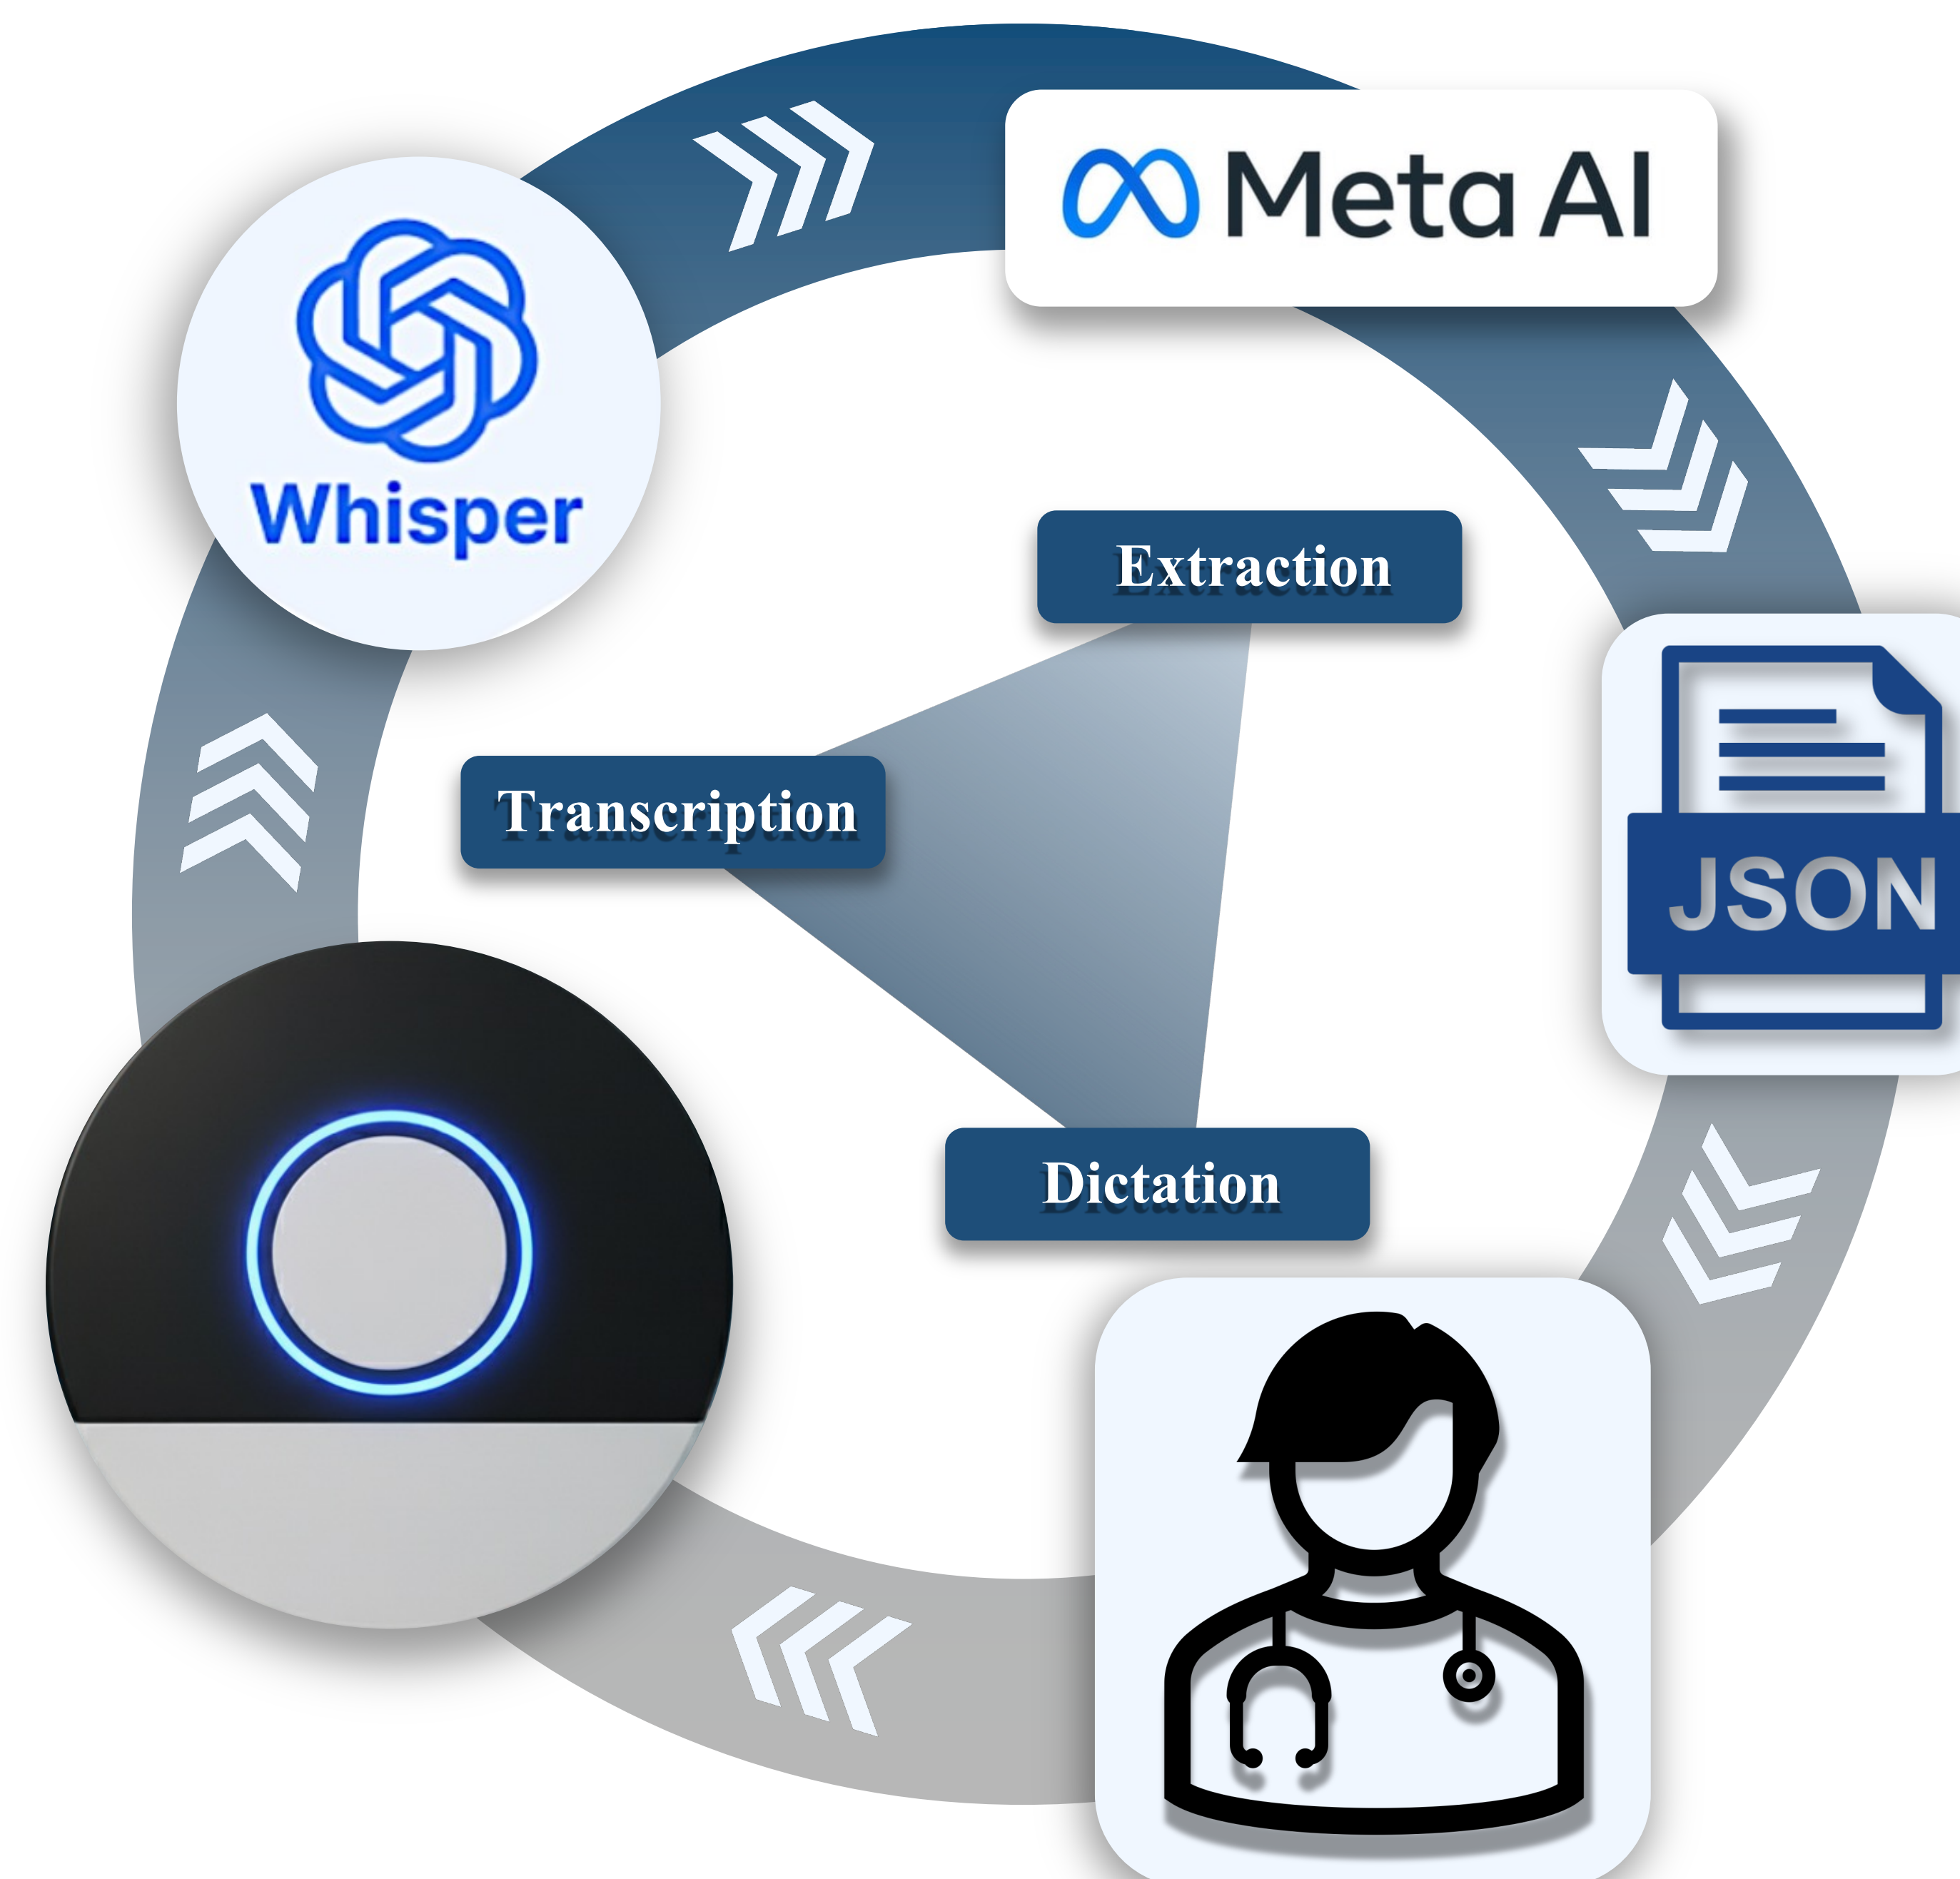 Meta AI
Whisper
Extraction
Transcription
JSON
Dictation